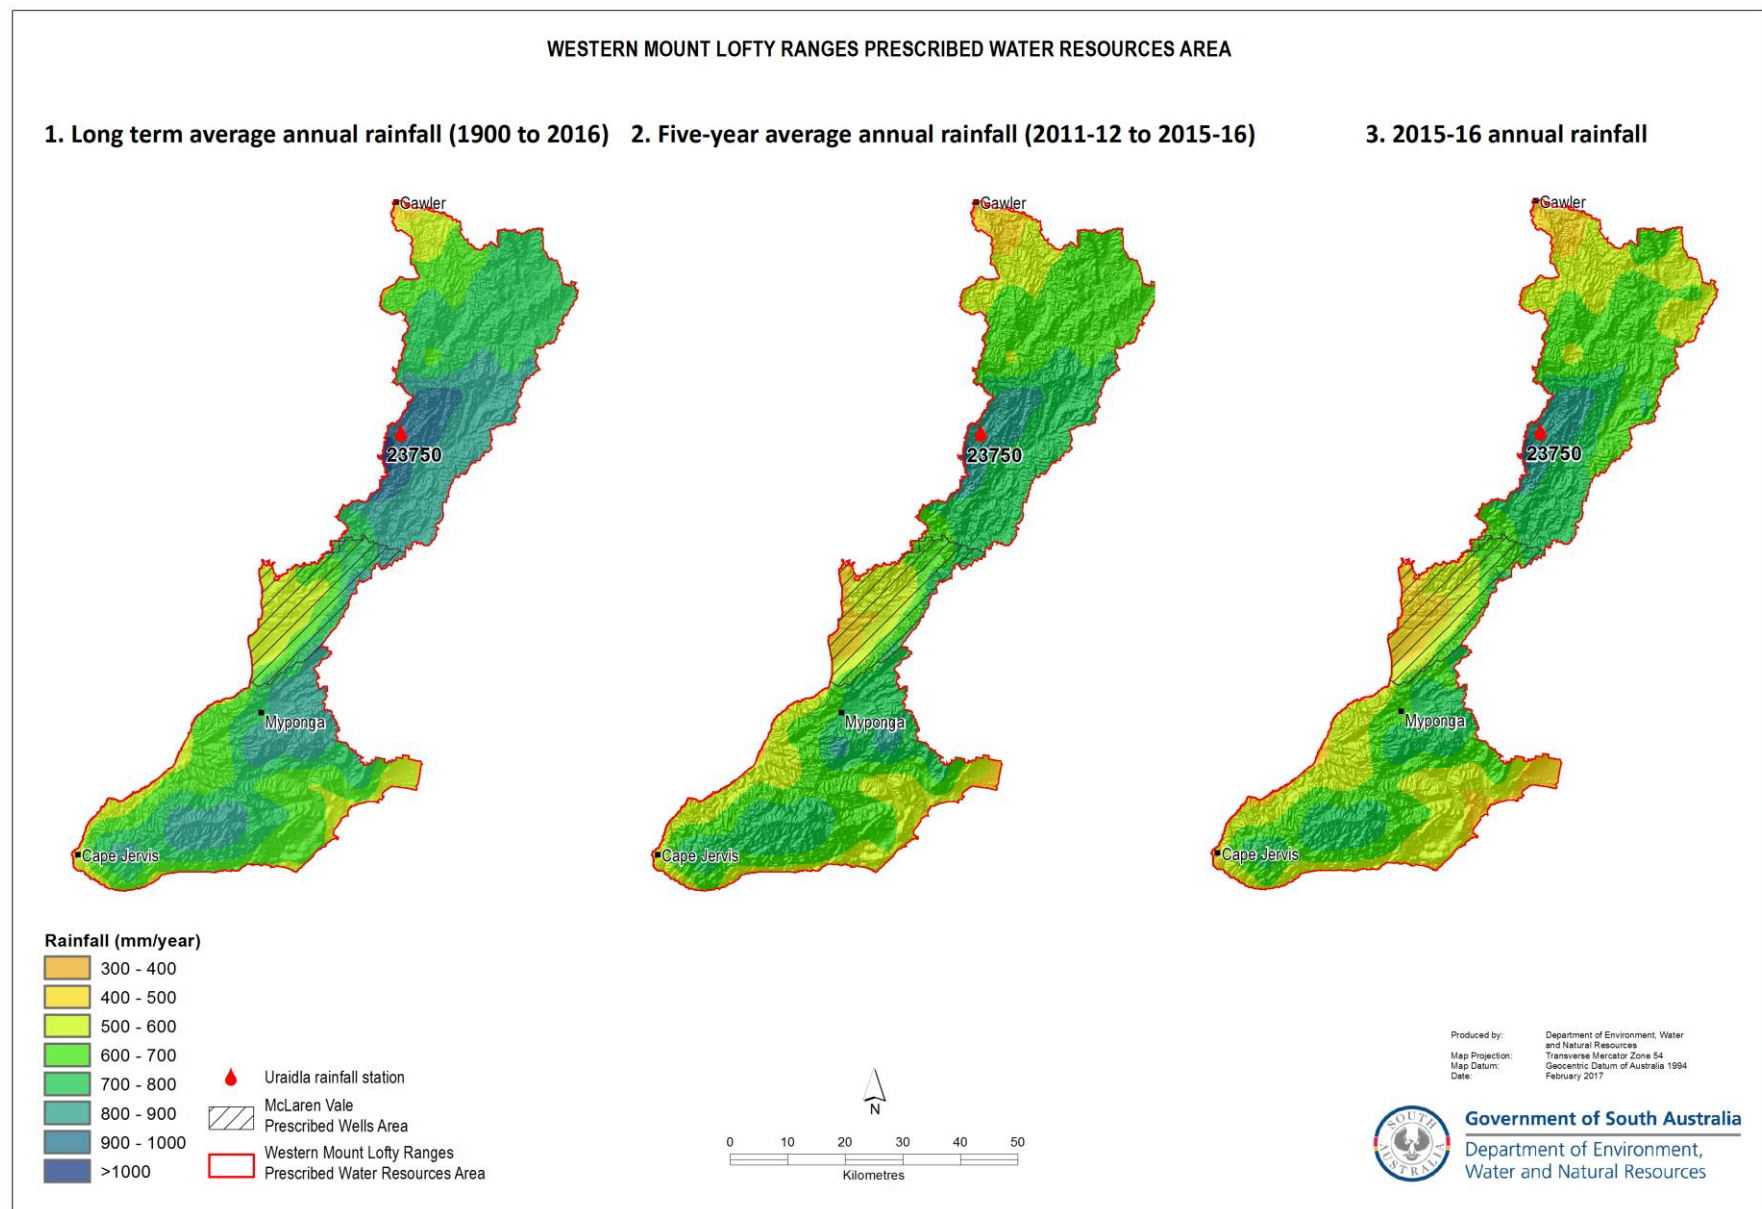 WESTERN MOUNT LOFTY RANGES PRESCRIBED WATER RESOURCES AREA
1. Long term average annual rainfall (1900 to 2016)
2. Five-year average annual rainfall (2011-12 to 2015-16)
3. 2015-16 annual rainfall
Gawler
23750
Myponga
Cape Jervis
Gawler
23750
Myponga
Cape Jervis
Gawler
23750
Myponga
Cape Jervis
Rainfall (mm/year)
300 - 400
400 - 500
500 - 600
600 - 700
700 - 800
800 - 900
900 - 1000
>1000
Uraidla rainfall station
McLaren Vale
Prescribed Wells Area
Western Mount Lofty Ranges
Prescribed Water Resources Area
N
0 10 20 30 40 50
Kilometres
Produced by: Department of Environment, Water
and Natural Resources
Map Projection: Transverse Mercator Zone 54
Map Datum: Geocentric Datum of Australia 1994
Date: February 2017
SOUTH
AUSTRALIA
Government of South Australia
Department of Environment,
Water and Natural Resources